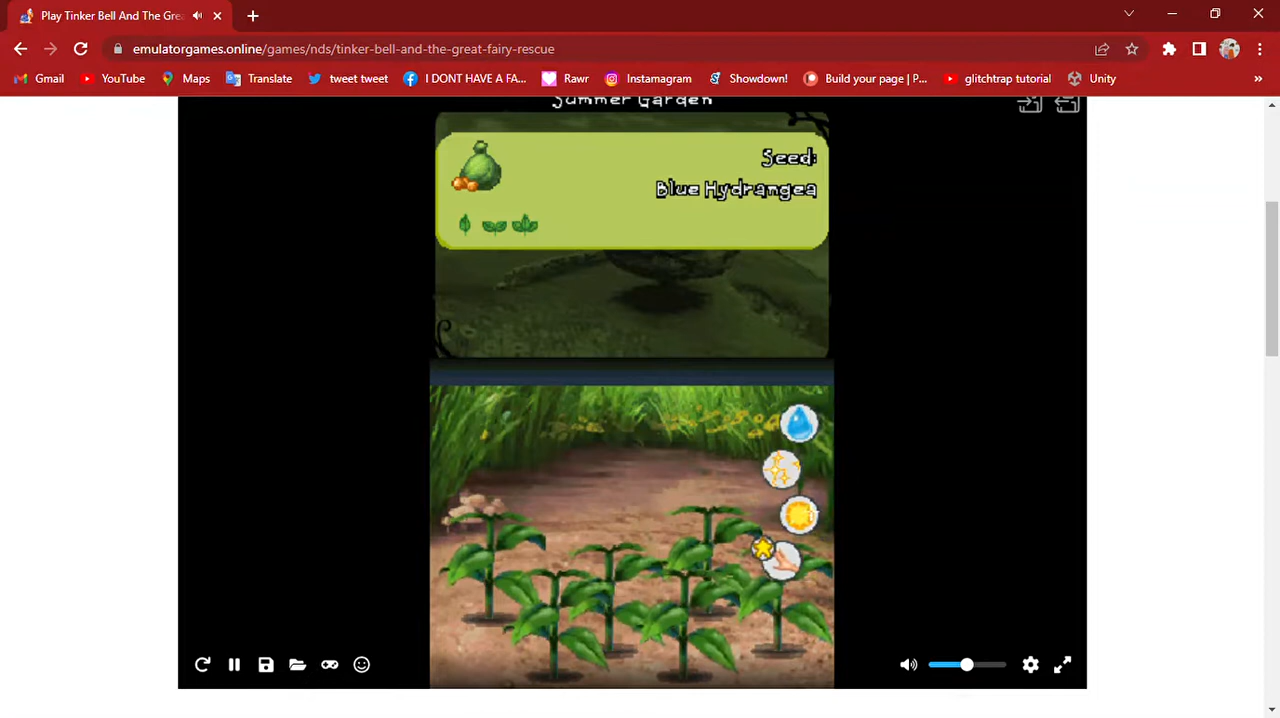 Play Tinker Bell And The Grea
emulatorgames.online/games/nds/tinker-bell-and-the-great-fairy-rescue
Gmail YouTube Maps Translate tweet tweet I DONT HAVE A FA... Rawr Instamagram Showdown! Build your page | P... glitchtrap tutorial Unity »
Summer Garden
Seed:
Blue Hydrangea